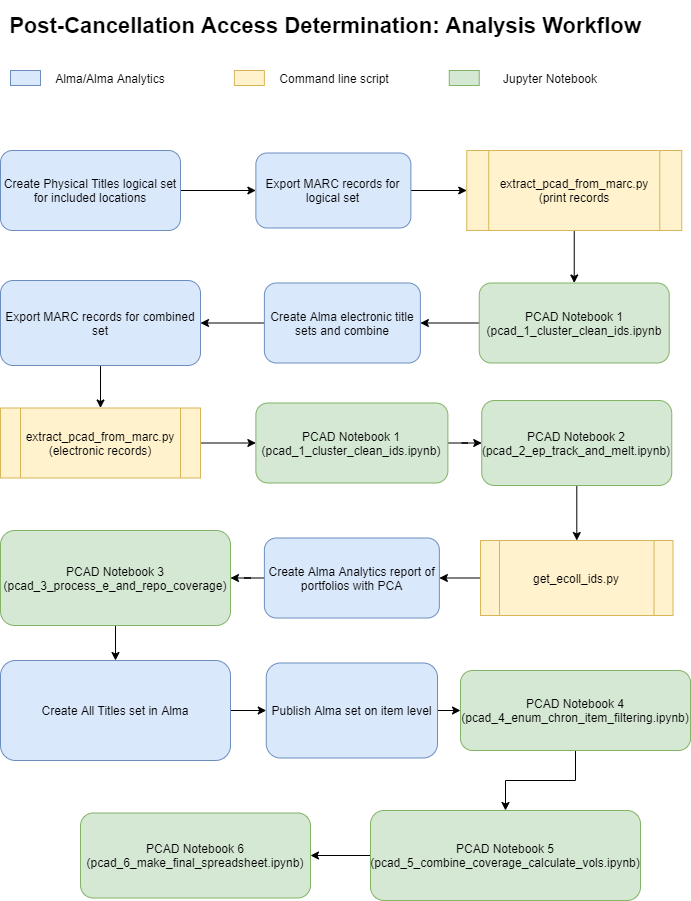 Post-Cancellation Access Determination: Analysis Workflow
Alma/Alma Analytics
Command line script
Jupyter Notebook
Create Physical Titles logical set
for included locations
Export MARC records for
logical set
extract_pcad_from_marc.py
(print records
Export MARC records for combined
set
Create Alma electronic title
sets and combine
PCAD Notebook 1
(pcad_1_cluster_clean_ids.ipynb
extract_pcad_from_marc.py
(electronic records)
PCAD Notebook 1
(pcad_1_cluster_clean_ids.ipynb)
PCAD Notebook 2
(pcad_2_ep_track_and_melt.ipynb)
PCAD Notebook 3
(pcad_3_process_e_and_repo_coverage)
Create Alma Analytics report of
portfolios with PCA
get_ecoll_ids.py
Create All Titles set in Alma
Publish Alma set on item level
PCAD Notebook 4
(pcad_4_enum_chron_item_filtering.ipynb)
PCAD Notebook 6
(pcad_6_make_final_spreadsheet.ipynb)
PCAD Notebook 5
(pcad_5_combine_coverage_calculate_vols.ipynb)